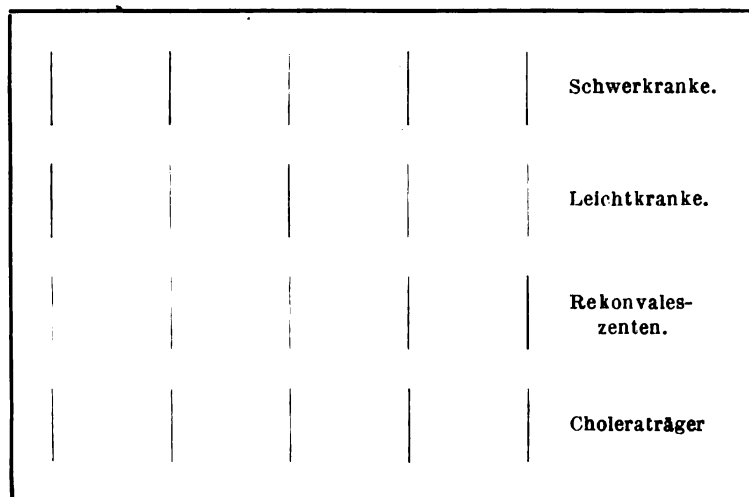 Schwerkranke.
Leichtkranke.
Rekonvales-
zenten.
Choleraträger